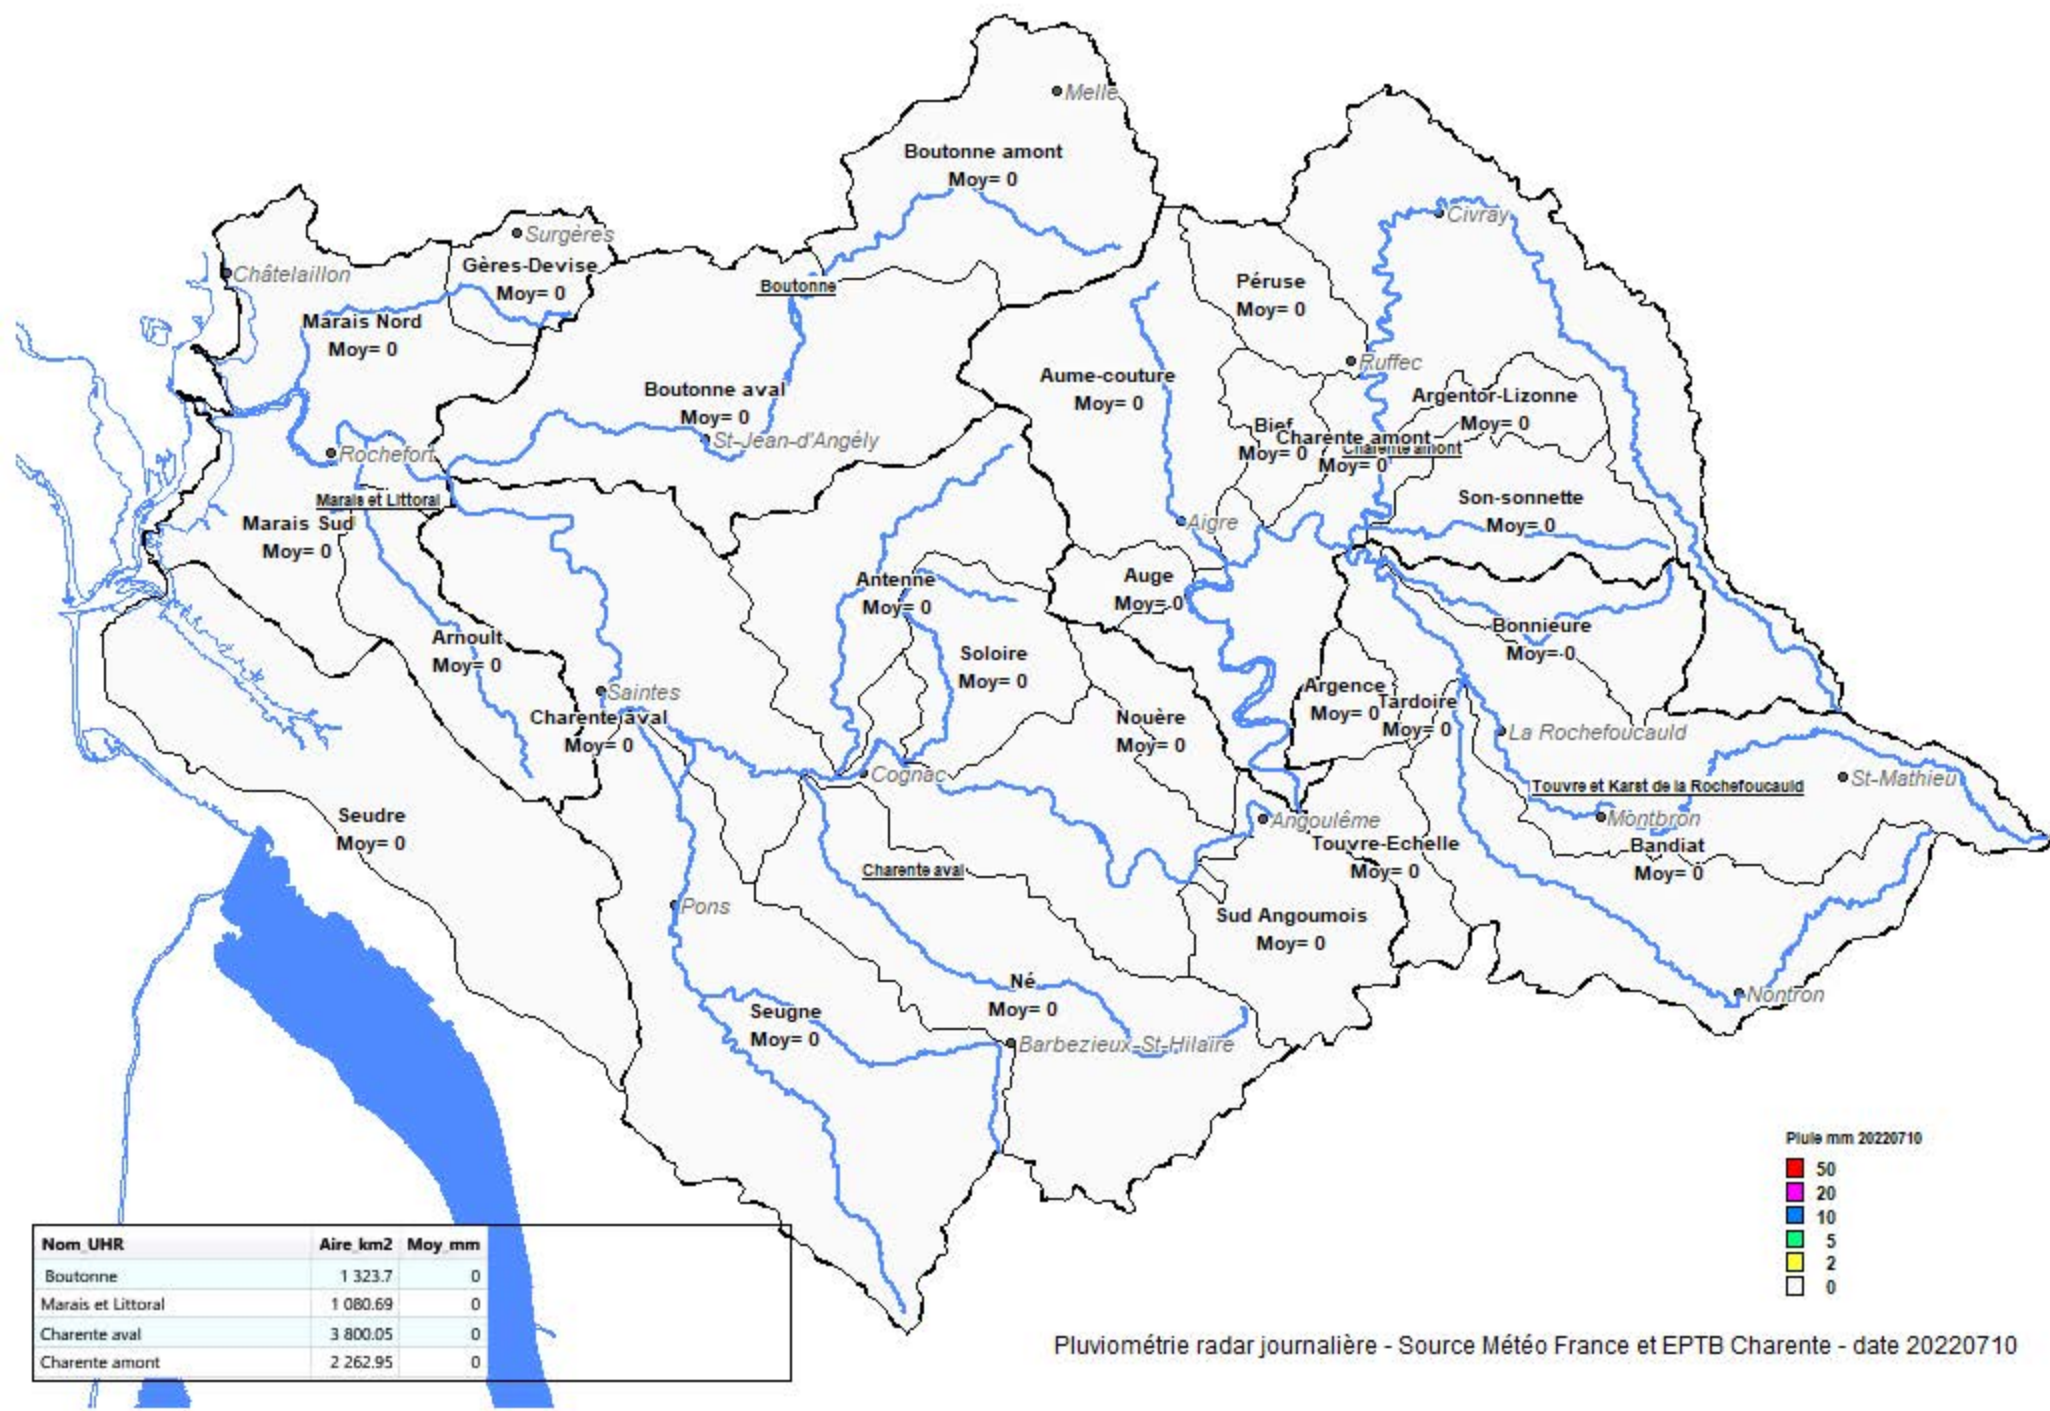 Melle
Boutonne amont
Moy= 0
Civray
Surgères
Châtelaillon
Gères-Devise
Moy= 0
Boutonne
Péruse
Moy= 0
Marais Nord
Moy= 0
Ruffec
Aume-couture
Moy= 0
Boutonne aval
Moy= 0
Argentor-Lizonne
Moy= 0
St-Jean-d'Angély
Bief
Moy= 0
Charente amont
Moy= 0
Charente amont
Rochefort
Marais et Littoral
Son-sonnette
Moy= 0
Marais Sud
Moy= 0
Aigre
Antenne
Moy= 0
Auge
Moy= 0
Bonnieure
Moy= 0
Arnoult
Moy= 0
Soloire
Moy= 0
Saintes
Argence
Moy= 0
Tardoire
Moy= 0
Charente aval
Moy= 0
Nouère
Moy= 0
La Rochefoucauld
Cognac
Touvre et Karst de la Rochefoucauld
St-Mathieu
Seudre
Moy= 0
Angoulême
Montbron
Touvre-Echelle
Moy= 0
Bandiat
Moy= 0
Charente aval
Pons
Sud Angoumois
Moy= 0
Né
Moy= 0
Nontron
Seugne
Moy= 0
Barbezieux-St-Hilaire
Pluie mm 20220710
50
20
10
5
2
0
Nom_UHR Aire_km2 Moy_mm
Boutonne 1 323.7 0
Marais et Littoral 1 080.69 0
Charente aval 3 800.05 0
Charente amont 2 262.95 0
Pluviométrie radar journalière - Source Météo France et EPTB Charente - date 20220710